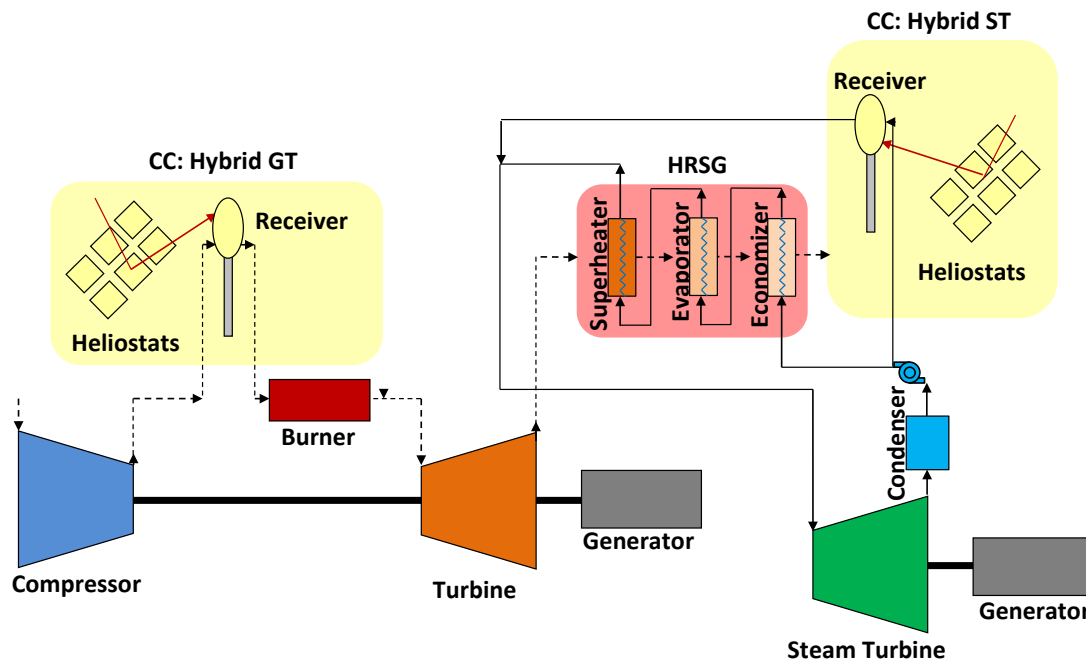 CC: Hybrid ST
Receiver
CC: Hybrid GT
HRSG
Receiver
Superheater
Evaporator
Economizer
Heliostats
Heliostats
Burner
Condenser
Generator
Compressor
Turbine
Generator
Steam Turbine